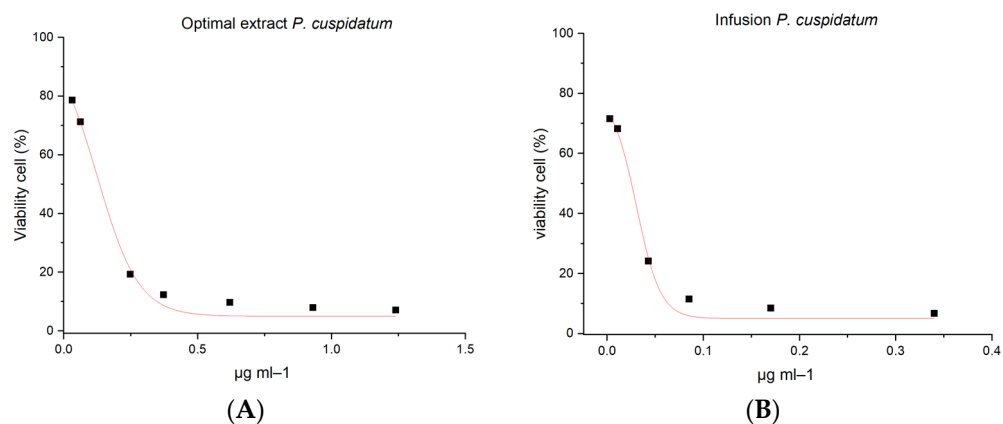 Optimal extract P. cuspidatum
100
80
60
40
20
0
Viability cell (%)
0.0 0.5 1.0 1.5
µg ml–1
(A)
Infusion P. cuspidatum
100
80
60
40
20
0
viability cell (%)
0.0 0.1 0.2 0.3 0.4
µg ml–1
(B)